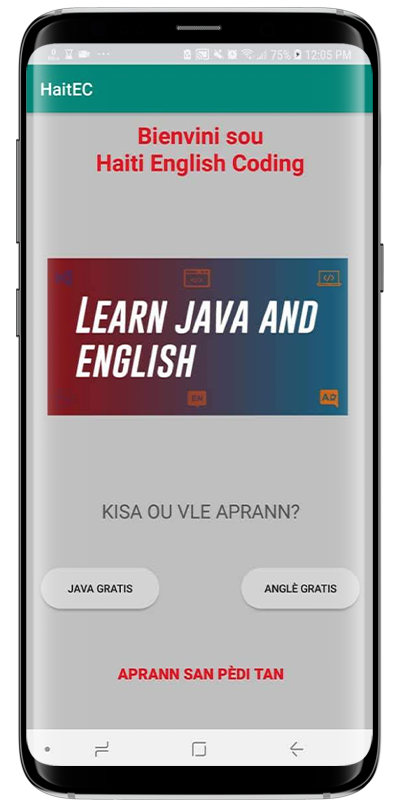 75% 12:05 PM
HaitEC
Bienvini sou
Haiti English Coding
LEARN JAVA AND
ENGLISH
EN
KISA OU VLE APRANN?
JAVA GRATIS
ANGLÈ GRATIS
APRANN SAN PÈDI TAN